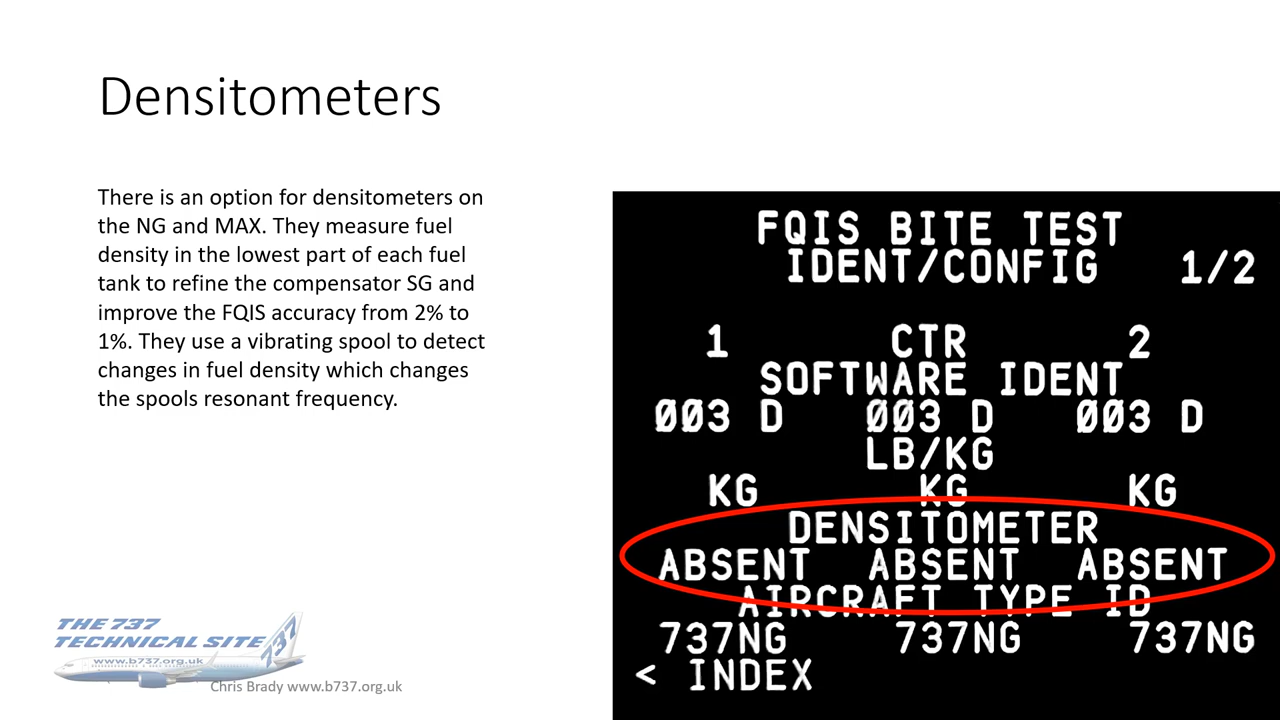 Densitometers
There is an option for densitometers on
the NG and MAX. They measure fuel
density in the lowest part of each fuel
tank to refine the compensator SG and
improve the FQIS accuracy from 2% to
1%. They use a vibrating spool to detect
changes in fuel density which changes
the spools resonant frequency.
FQIS BITE TEST
IDENT/CONFIG 1/2
1 CTR 2
SOFTWARE IDENT
003 D 003 D 003 D
LB/KG
KG KG KG
DENSITOMETER
ABSENT ABSENT ABSENT
AIRCRAFT TYPE ID
737NG 737NG 737NG
< INDEX
THE 737
TECHNICAL SITE
737
www.b737.org.uk
Chris Brady www.b737.org.uk